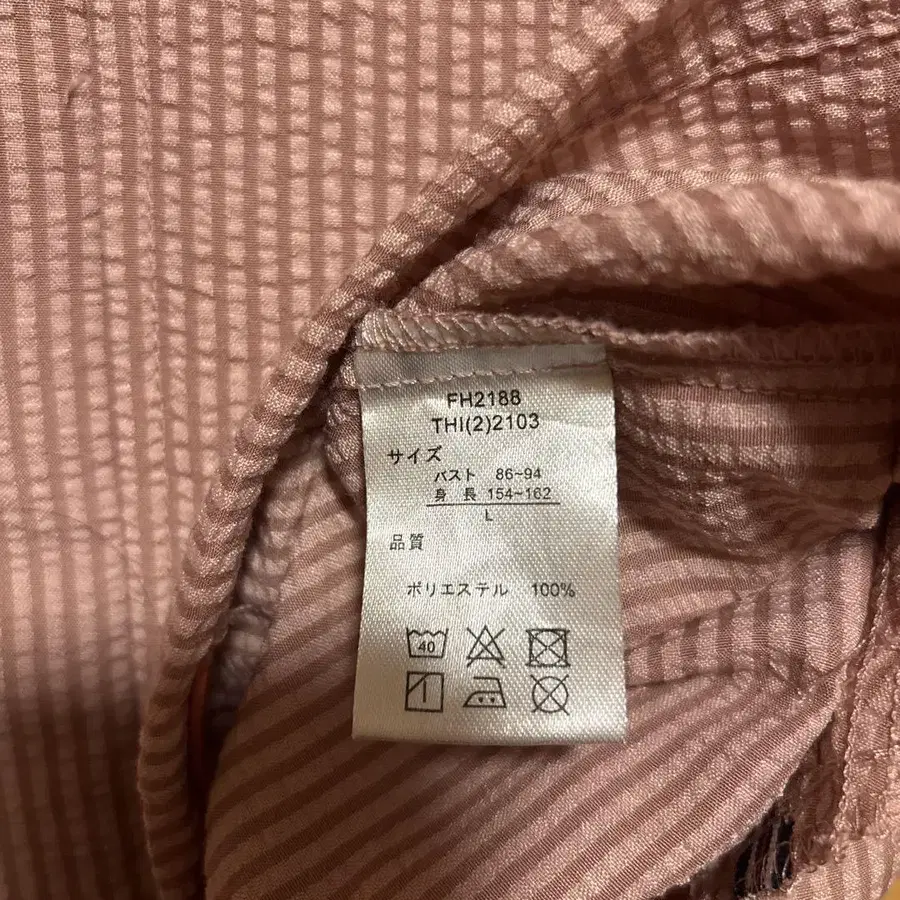 FH2188
THI(2)2103
サイズ
バスト 86~94
身長 154~162
L
品質
ポリエステル 100%
40